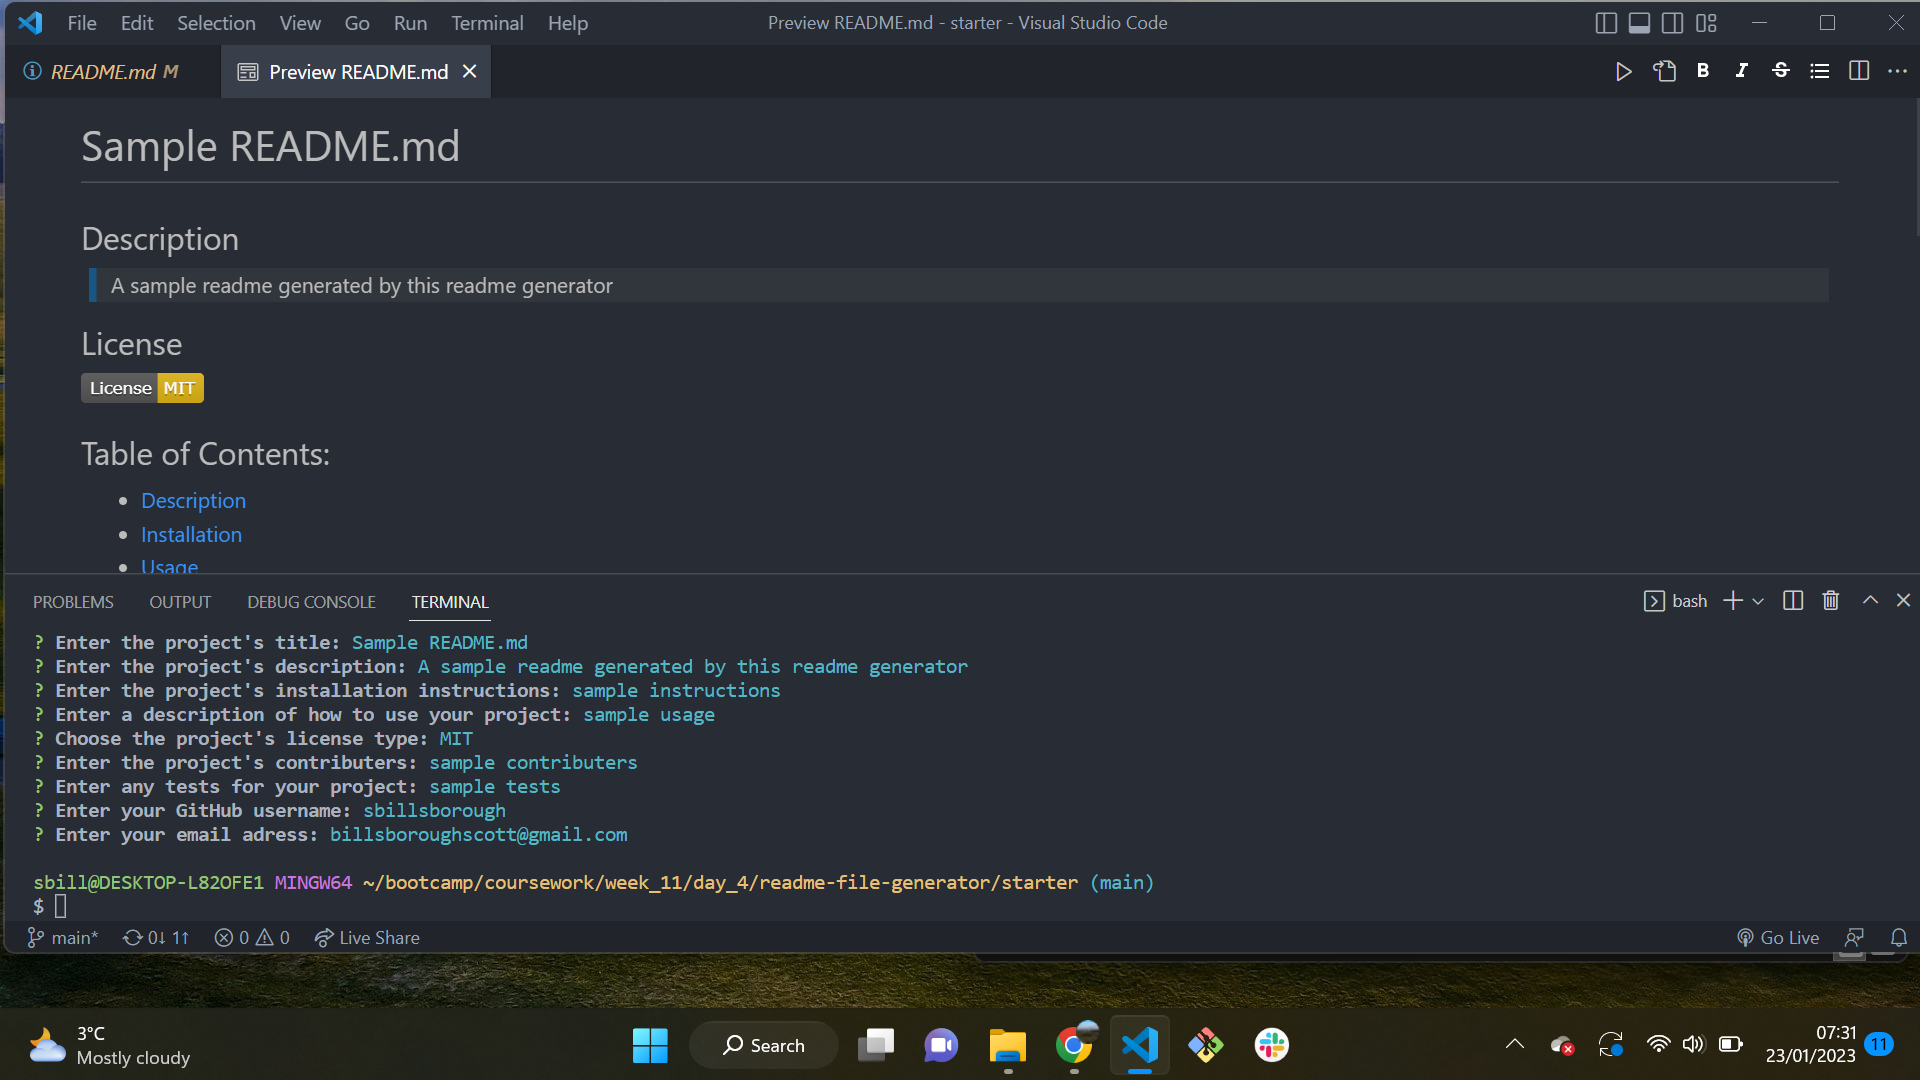 File Edit Selection View Go Run Terminal Help
Preview README.md - starter - Visual Studio Code
README.md M
Preview README.md
Sample README.md
Description
A sample readme generated by this readme generator
License
License MIT
Table of Contents:
Description
Installation
Usage
PROBLEMS OUTPUT DEBUG CONSOLE TERMINAL
bash
? Enter the project's title: Sample README.md
? Enter the project's description: A sample readme generated by this readme generator
? Enter the project's installation instructions: sample instructions
? Enter a description of how to use your project: sample usage
? Choose the project's license type: MIT
? Enter the project's contributers: sample contributers
? Enter any tests for your project: sample tests
? Enter your GitHub username: sbillsborough
? Enter your email adress: billsboroughscott@gmail.com
sbill@DESKTOP-L82OFE1 MINGW64 ~/bootcamp/coursework/week_11/day_4/readme-file-generator/starter (main)
$
main* 0↓ 1↑ 0 0 Live Share
Go Live
3°C
Mostly cloudy
Search
07:31
23/01/2023
11